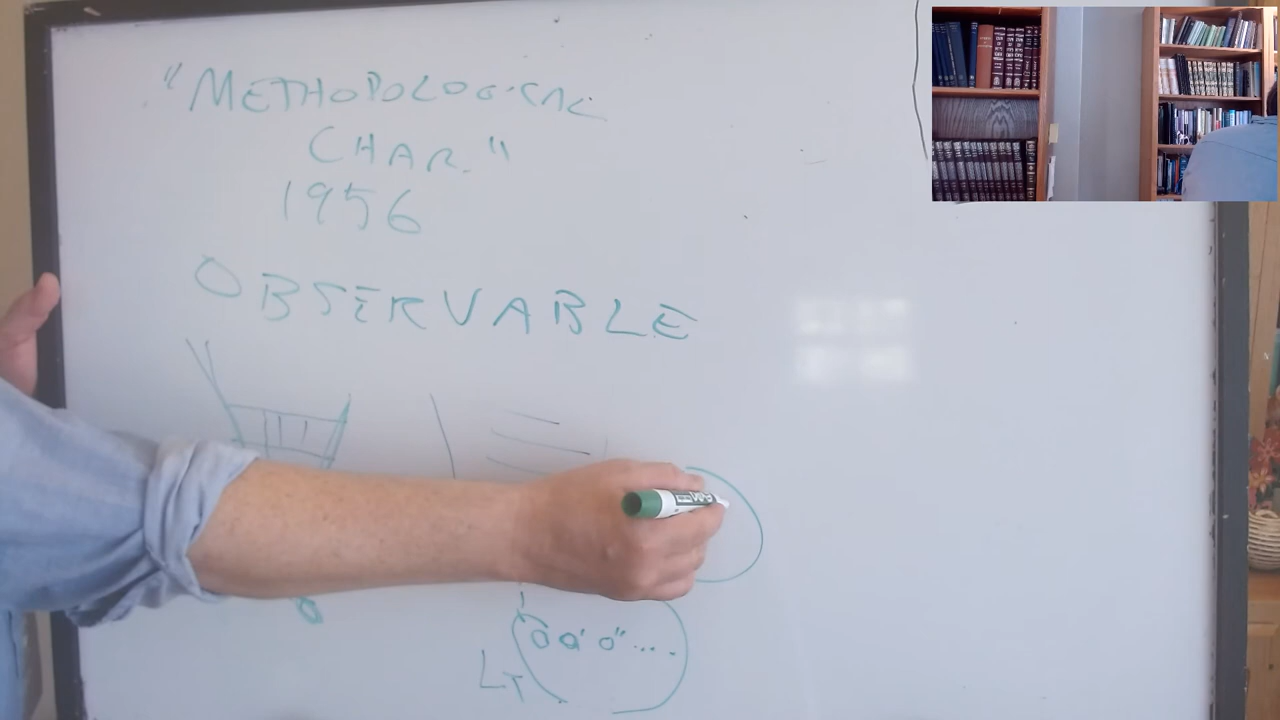 "METHODOLOGICAL
CHAR."
1956
OBSERVABLE
O O' O" ....
LT